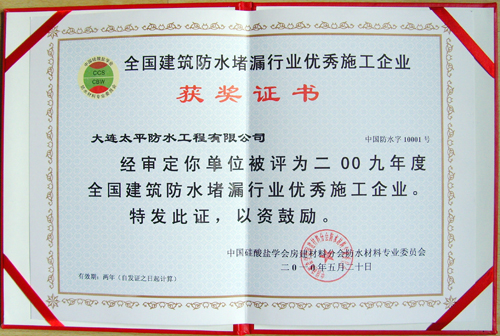 CCS
CBW
全国建筑防水堵漏行业优秀施工企业
获奖证书
大连太平防水工程有限公司
中国防水字 10001 号
经审定你单位被评为二00九年度
全国建筑防水堵漏行业优秀施工企业。
特发此证，以资鼓励。
中国硅酸盐学会房建材料分会防水材料专业委员会
二0一0年五月二十日
有效期：两年（自发证之日起计算）